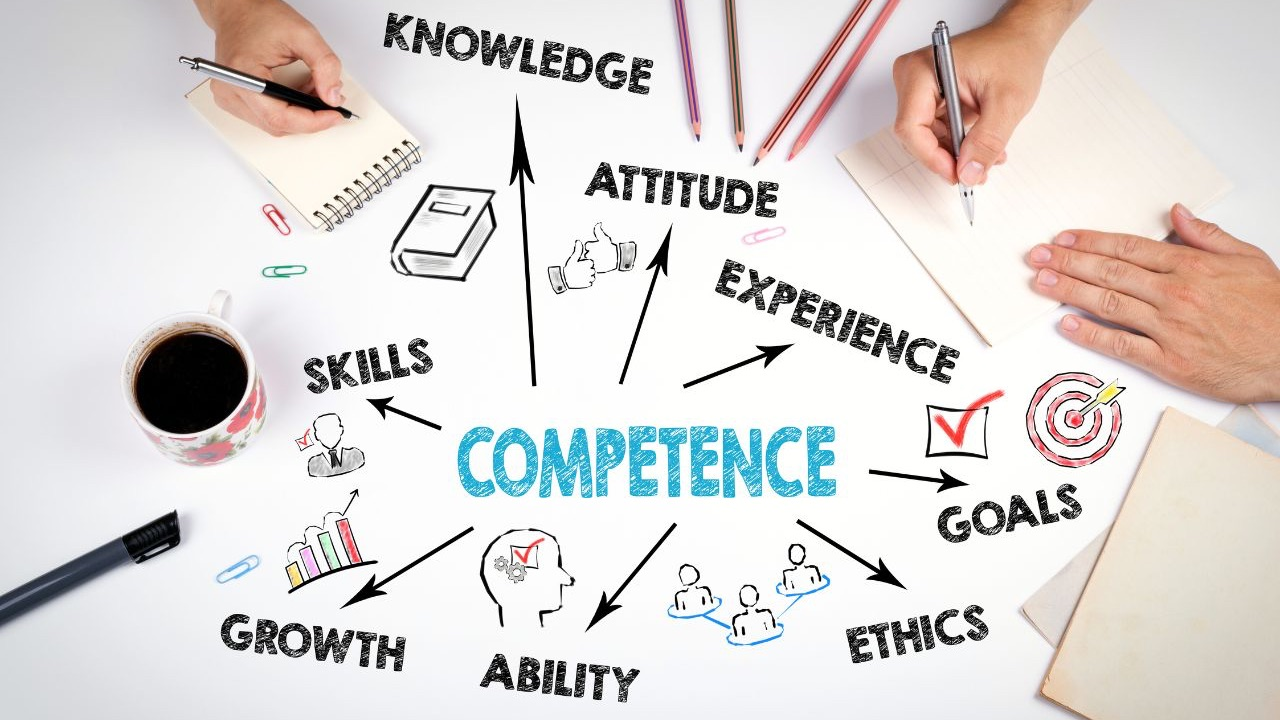 KNOWLEDGE
ATTITUDE
EXPERIENCE
SKILLS
COMPETENCE
GOALS
GROWTH
ABILITY
ETHICS